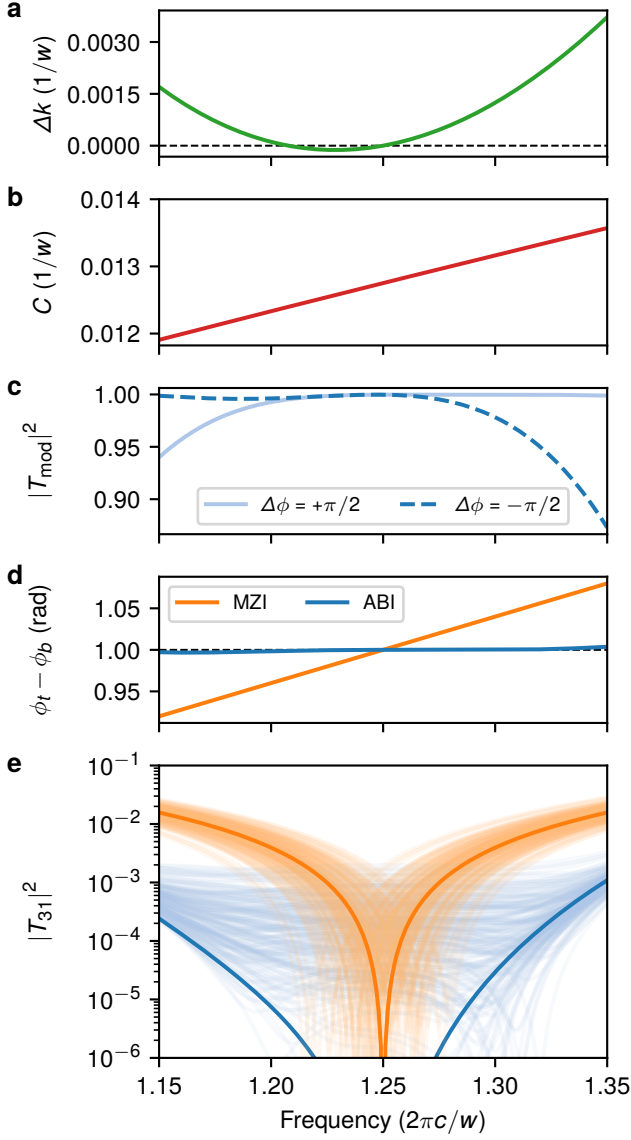 a
Δk (1/w)
0.0030
0.0015
0.0000
b
C (1/w)
0.014
0.013
0.012
c
|T_mod|²
1.00
0.95
0.90
Δϕ = +π/2
Δϕ = −π/2
d
ϕ_t − ϕ_b (rad)
1.05
1.00
0.95
MZI
ABI
e
|T_31|²
10⁻¹
10⁻²
10⁻³
10⁻⁴
10⁻⁵
10⁻⁶
1.15 1.20 1.25 1.30 1.35
Frequency (2πc/w)